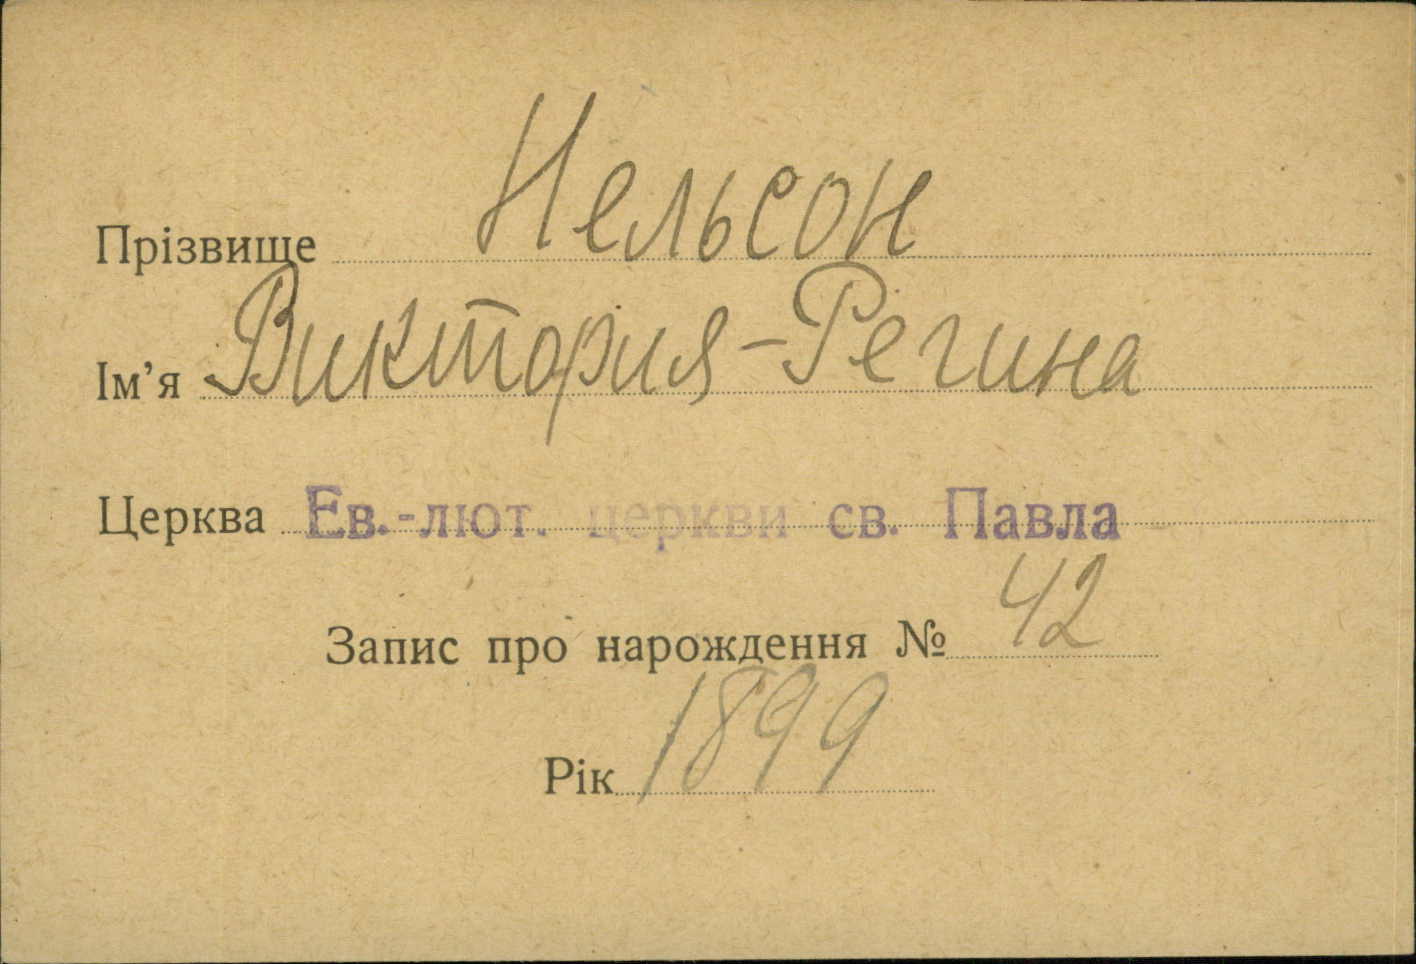 Прізвище Нельсон
Ім’я Виктория-Регина
Церква Ев.-лют. церкви св. Павла
Запис про нарождення № 42
Рік 1899